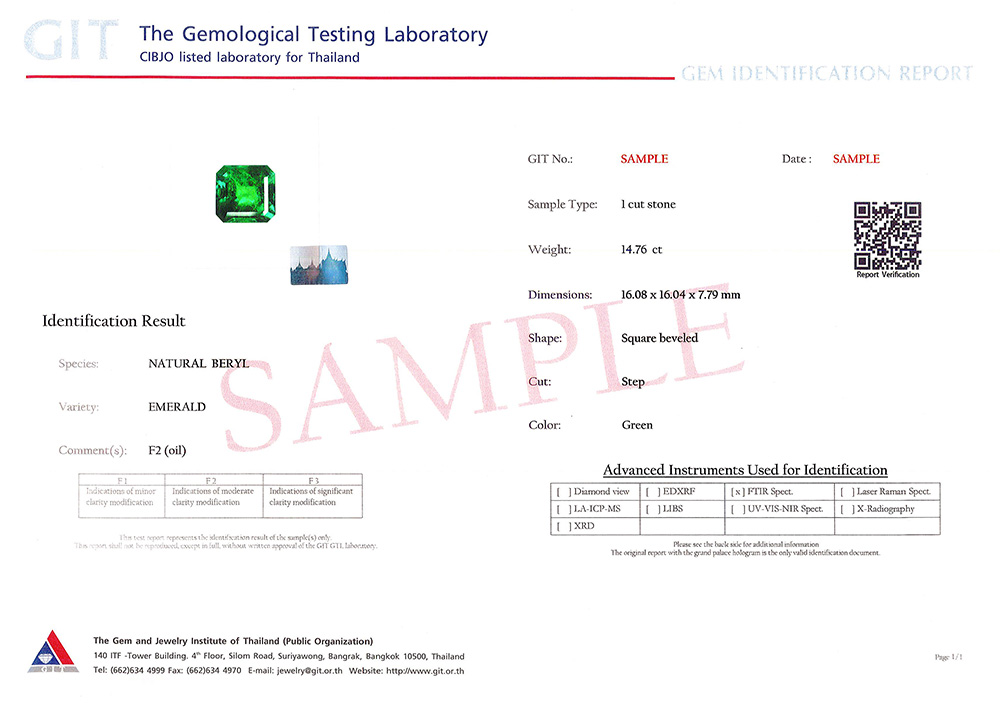 GIT
The Gemological Testing Laboratory
CIBJO listed laboratory for Thailand
GEM IDENTIFICATION REPORT
GIT No.: SAMPLE Date : SAMPLE
Sample Type: 1 cut stone
Weight: 14.76 ct
Report Verification
Dimensions: 16.08 x 16.04 x 7.79 mm
Shape: Square beveled
Cut: Step
Color: Green
Identification Result
Species: NATURAL BERYL
Variety: EMERALD
Comment(s): F2 (oil)
F1 F2 F3
Indications of minor Indications of moderate Indications of significant
clarity modification clarity modification clarity modification
This test report represents the identification result of the sample(s) only.
This report shall not be reproduced, except in full, without written approval of the GIT GTL laboratory.
SAMPLE
Advanced Instruments Used for Identification
[ ] Diamond view [ ] EDXRF [x] FTIR Spect. [ ] Laser Raman Spect.
[ ] LA-ICP-MS [ ] LIBS [ ] UV-VIS-NIR Spect. [ ] X-Radiography
[ ] XRD
Please see the back side for additional information
The original report with the grand palace hologram is the only valid identification document.
The Gem and Jewelry Institute of Thailand (Public Organization)
140 ITF -Tower Building. 4th Floor, Silom Road, Suriyawong, Bangrak, Bangkok 10500, Thailand
Tel: (662)634 4999 Fax: (662)634 4970 E-mail: jewelry@git.or.th Website: http://www.git.or.th
Page 1/1